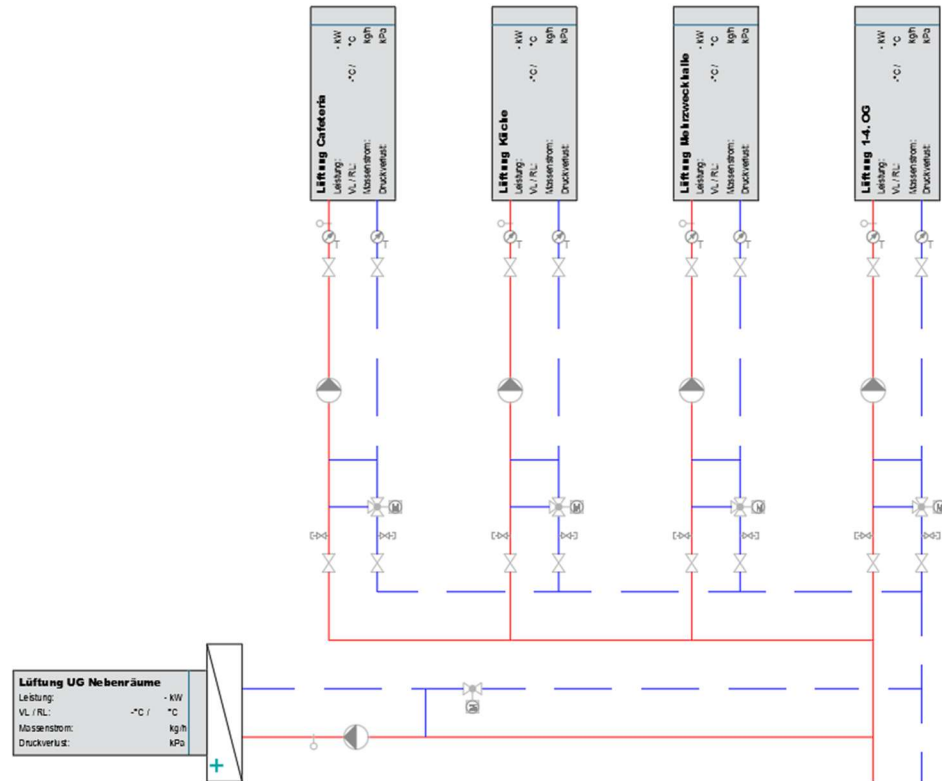 Lüftung Cafeteria
Leistung: - kW
VL / RL: -°C / °C
Massenstrom: kg/h
Druckverlust: kPa
Lüftung Küche
Leistung: - kW
VL / RL: -°C / °C
Massenstrom: kg/h
Druckverlust: kPa
Lüftung Mehrzweckhalle
Leistung: - kW
VL / RL: -°C / °C
Massenstrom: kg/h
Druckverlust: kPa
Lüftung 1-4. OG
Leistung: - kW
VL / RL: -°C / °C
Massenstrom: kg/h
Druckverlust: kPa
T T T T T T T T
M M M M
Lüftung UG Nebenräume
Leistung: - kW
VL / RL: -°C / °C
Massenstrom: kg/h
Druckverlust: kPa
M
+